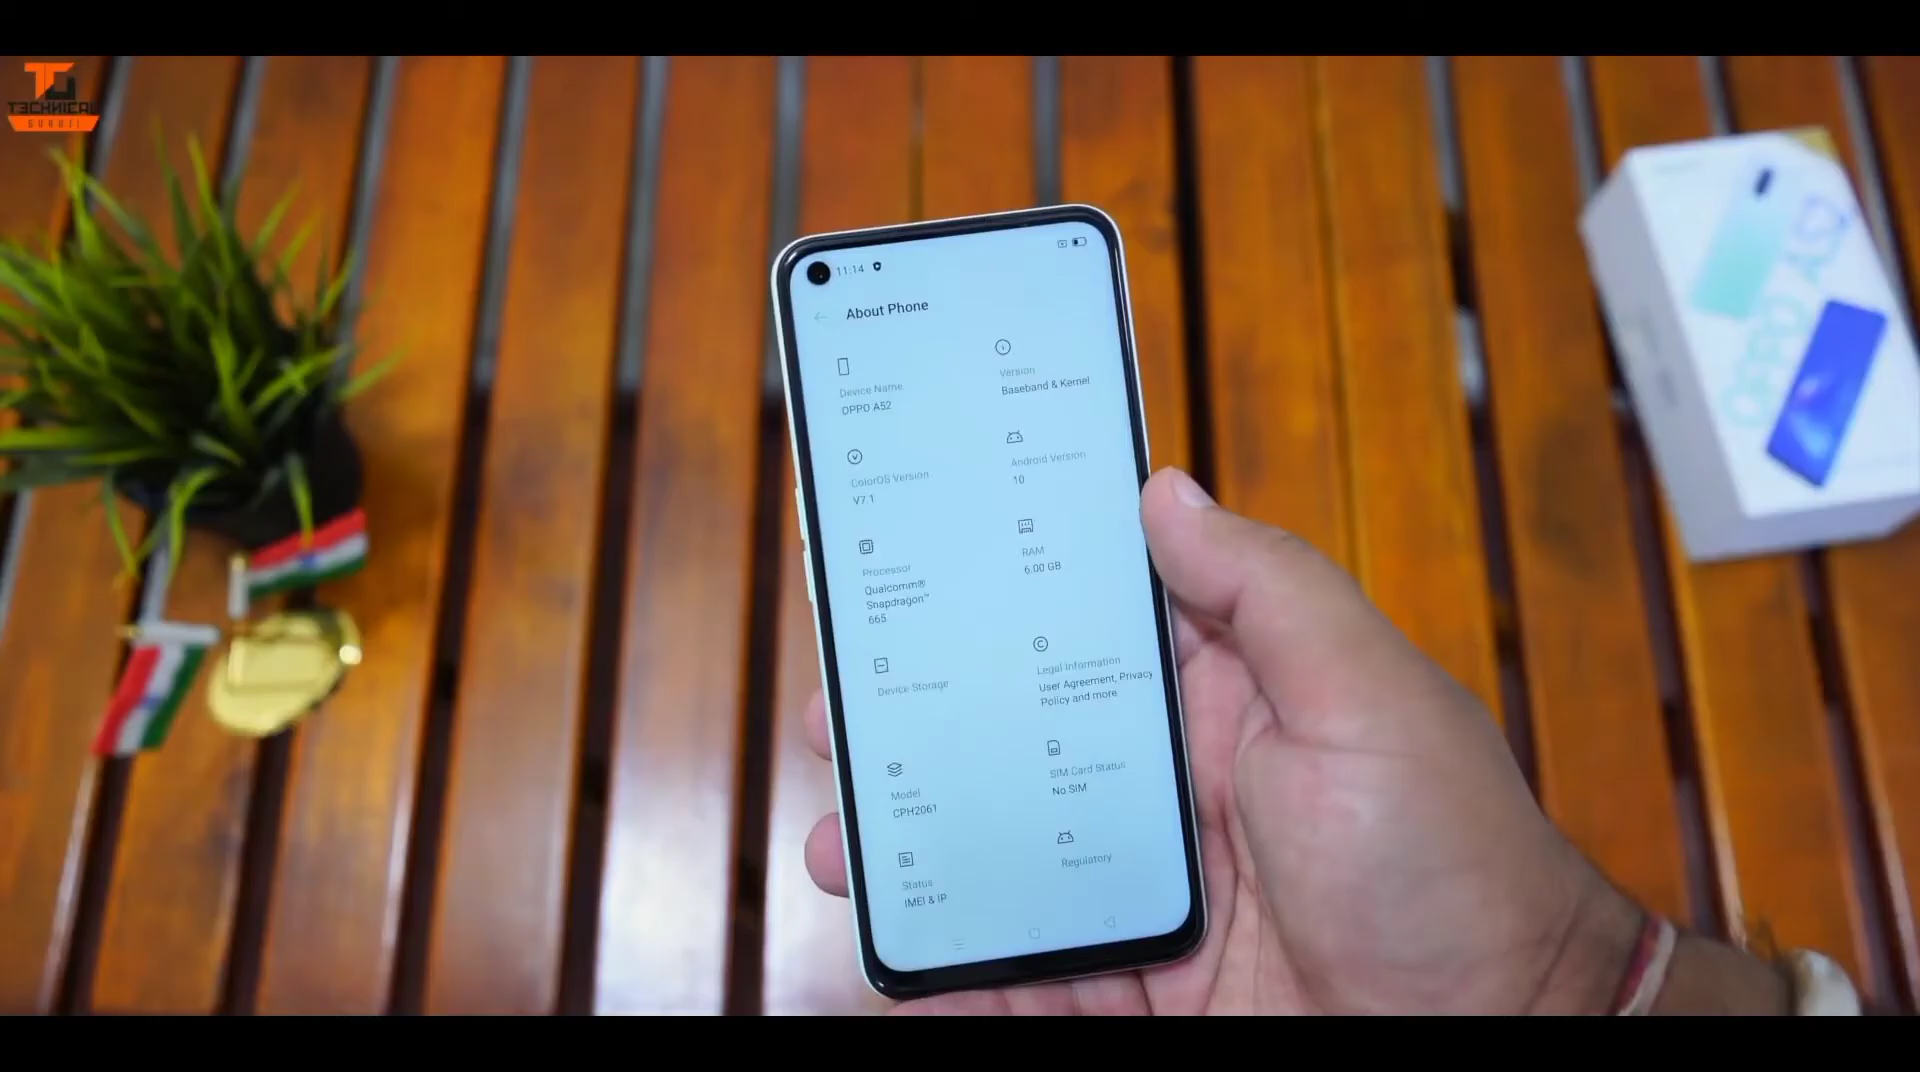 TECHNICAL
GURUJI
11:14
About Phone
Device Name
OPPO A52
Version
Baseband & Kernel
ColorOS Version
V7.1
Android Version
10
Processor
Qualcomm®
Snapdragon™
665
RAM
6.00 GB
Device Storage
Legal Information
User Agreement, Privacy
Policy and more
Model
CPH2061
SIM Card Status
No SIM
Status
IMEI & IP
Regulatory
OPPO A52